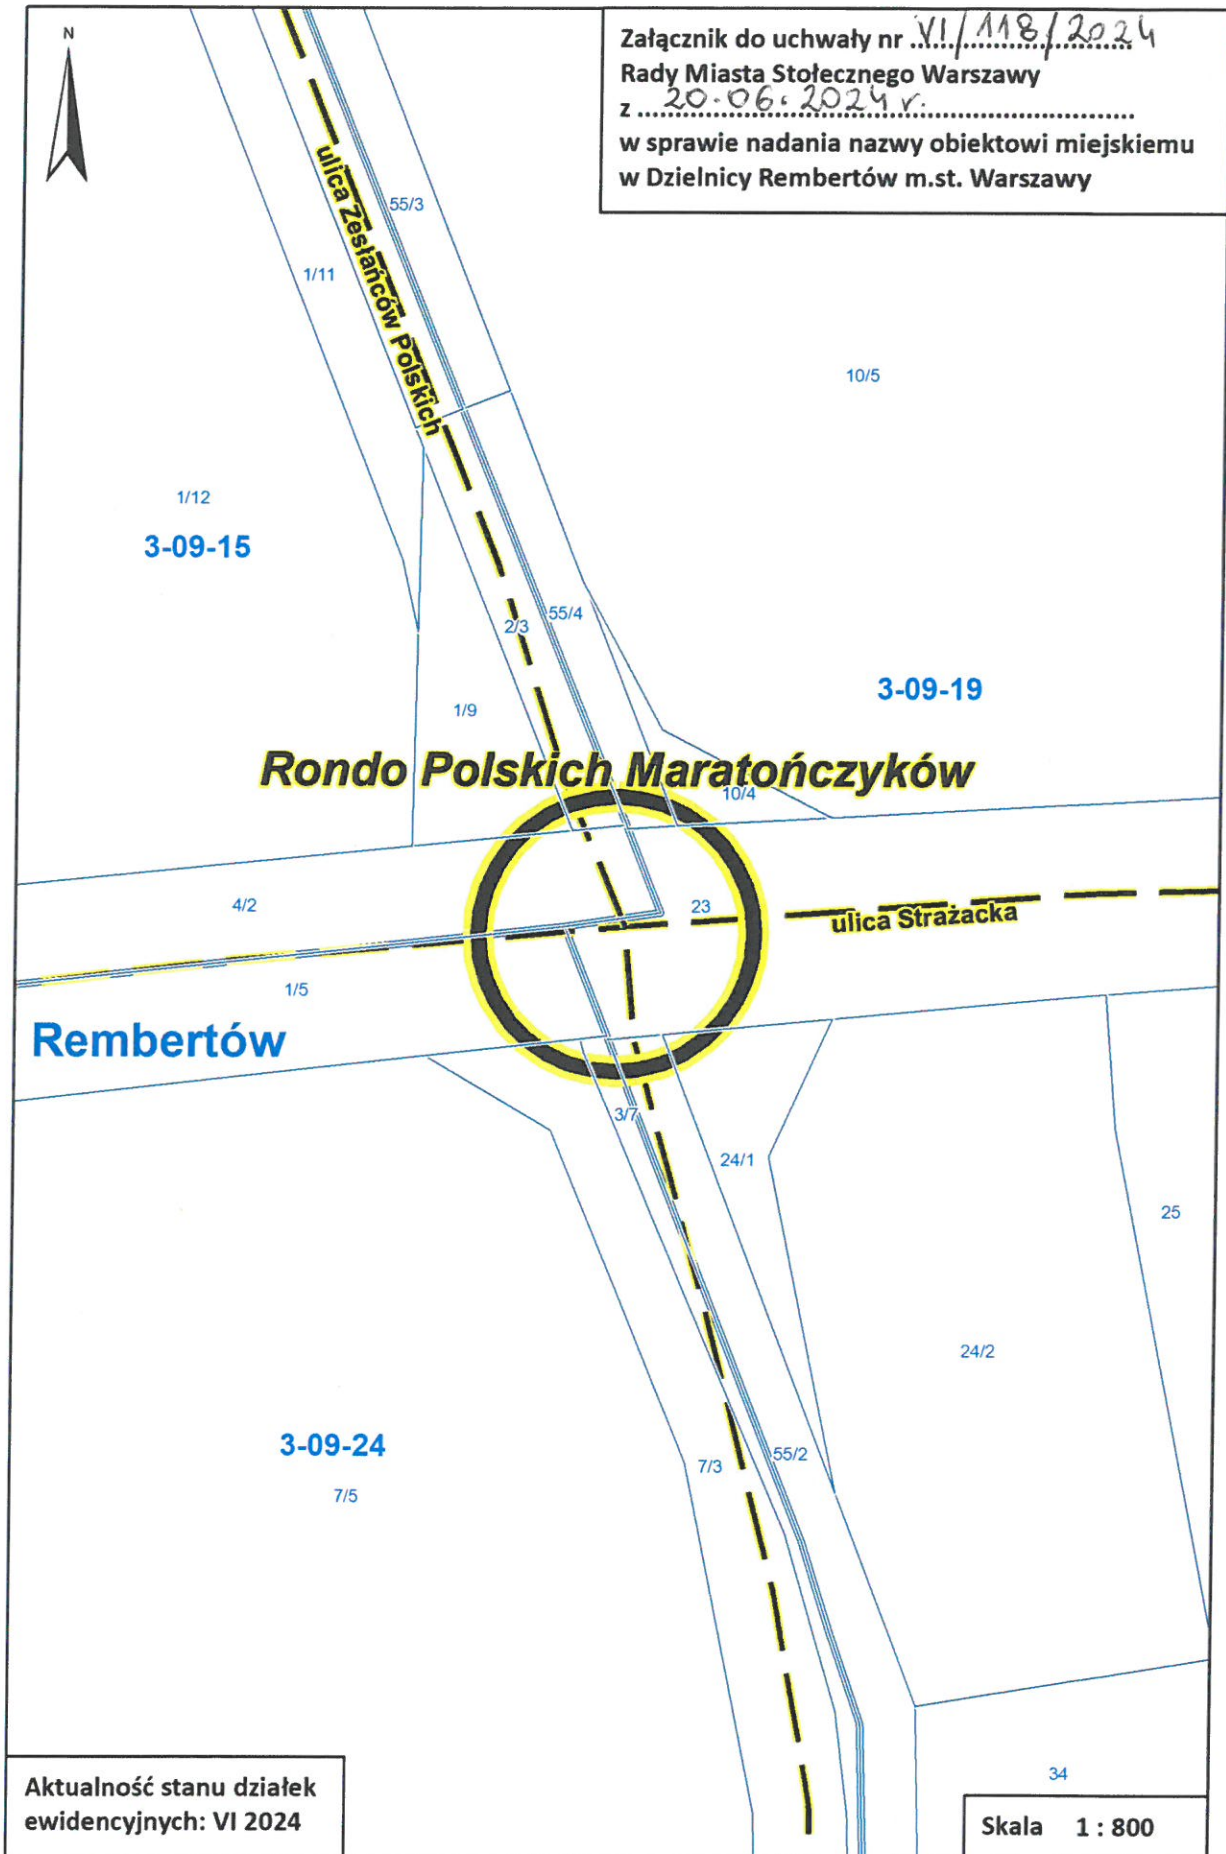 N
Załącznik do uchwały nr VI/118/2024
Rady Miasta Stołecznego Warszawy
z 20.06.2024 r.
w sprawie nadania nazwy obiektowi miejskiemu
w Dzielnicy Rembertów m.st. Warszawy
ulica Zesłańców Polskich
55/3
1/11
10/5
1/12
3-09-15
55/4
2/3
3-09-19
1/9
Rondo Polskich Maratończyków
10/4
4/2
23
ulica Strażacka
1/5
Rembertów
3/7
24/1
25
24/2
3-09-24
7/3
55/2
7/5
34
Aktualność stanu działek
ewidencyjnych: VI 2024
Skala 1 : 800